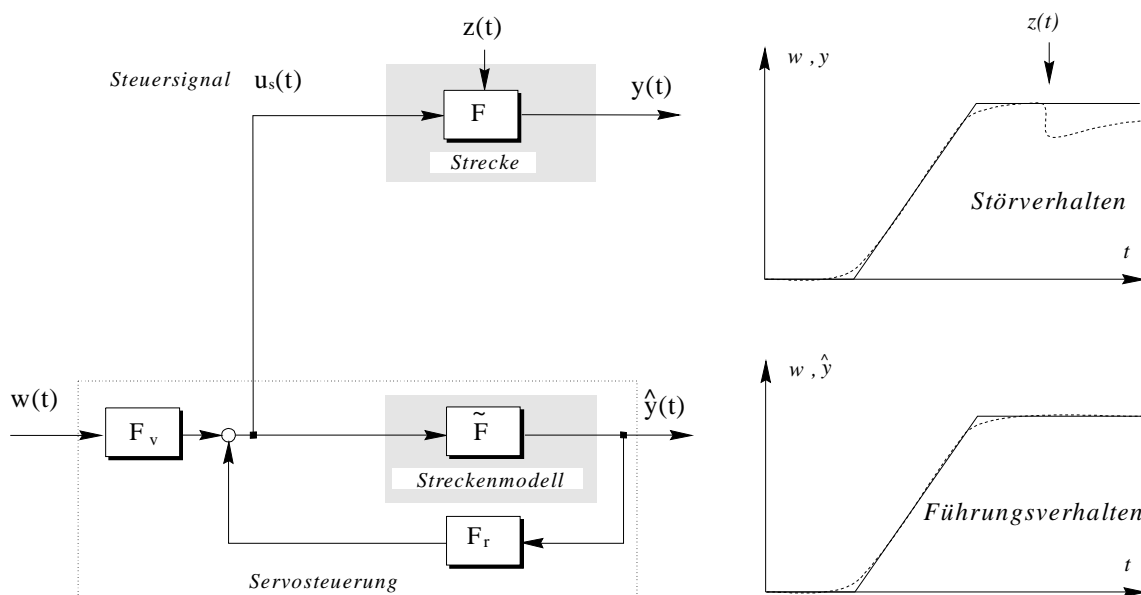 z(t)
Steuersignal u_s(t)
F
y(t)
Strecke
z(t)
w , y
Störverhalten
t
w(t)
F_v
F̃
ŷ(t)
Streckenmodell
F_r
Servosteuerung
w , ŷ
Führungsverhalten
t